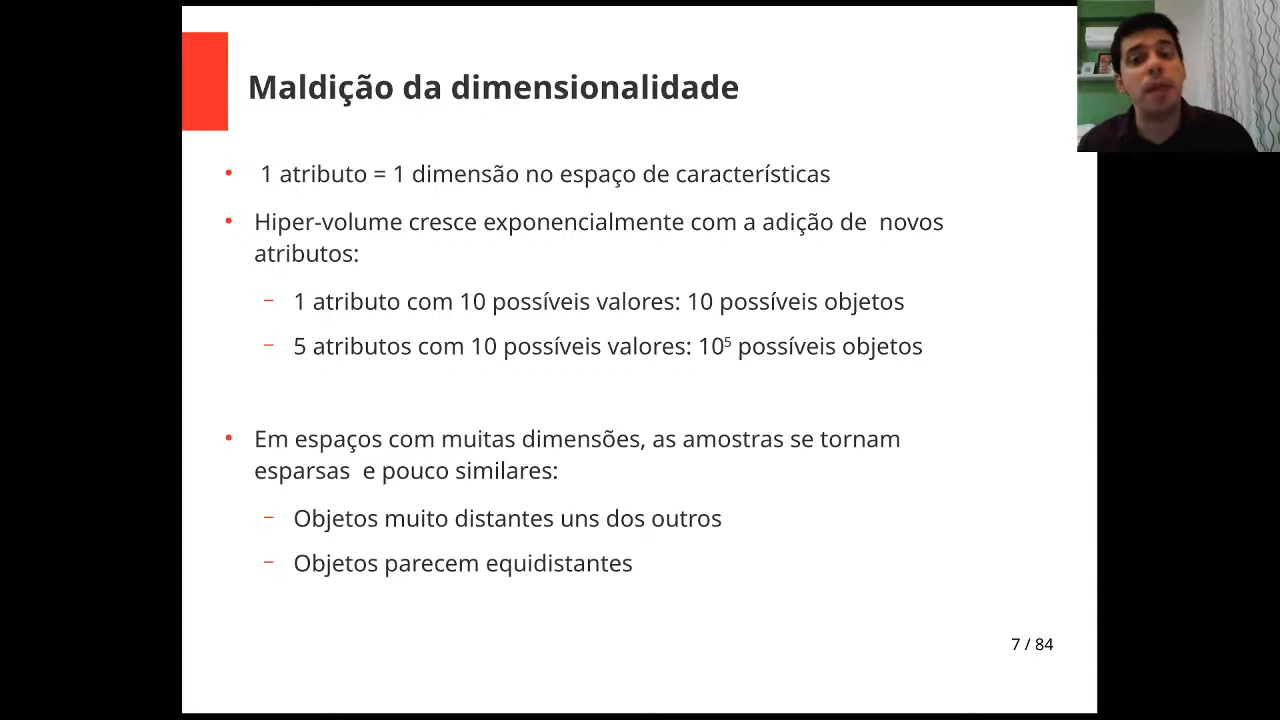 Maldição da dimensionalidade
• 1 atributo = 1 dimensão no espaço de características
• Hiper-volume cresce exponencialmente com a adição de novos
atributos:
– 1 atributo com 10 possíveis valores: 10 possíveis objetos
– 5 atributos com 10 possíveis valores: 10⁵ possíveis objetos
• Em espaços com muitas dimensões, as amostras se tornam
esparsas e pouco similares:
– Objetos muito distantes uns dos outros
– Objetos parecem equidistantes
7 / 84